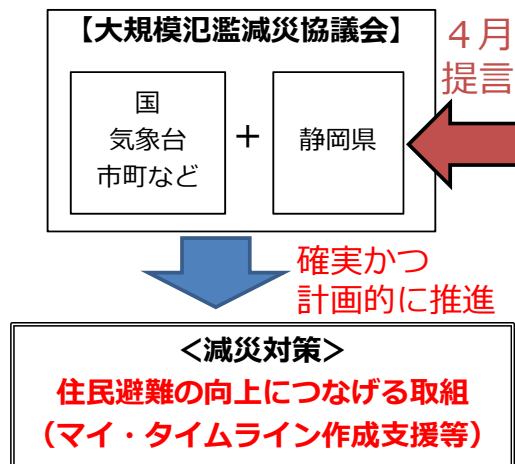 【大規模氾濫減災協議会】
４月
提言
国
気象台
市町など
＋
静岡県
確実かつ
計画的に推進
＜減災対策＞
住民避難の向上につなげる取組
（マイ・タイムライン作成支援等）